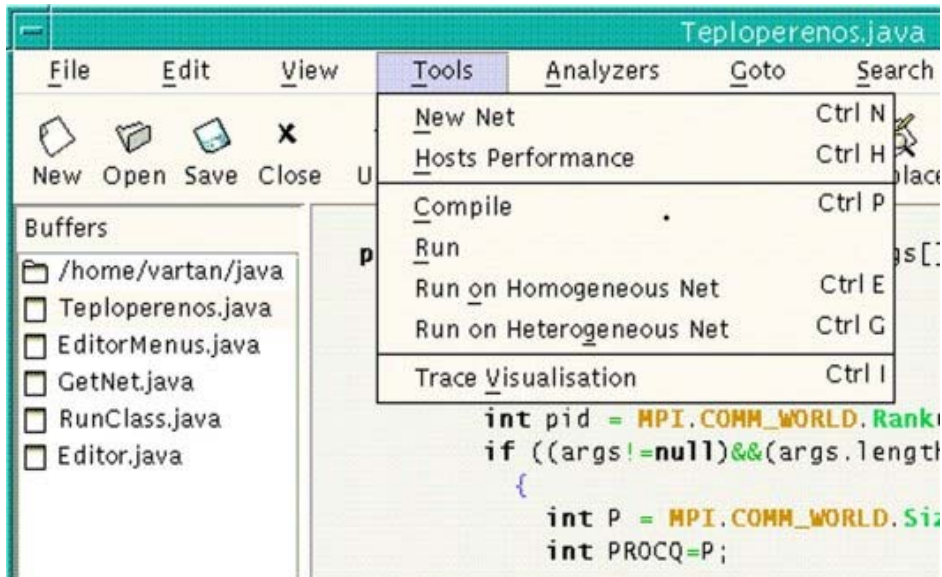 Teploperenos.java
File Edit View Tools Analyzers Goto Search
New Open Save Close U
New Net Ctrl N
Hosts Performance Ctrl H
Compile Ctrl P
Run
Run on Homogeneous Net Ctrl E
Run on Heterogeneous Net Ctrl G
Trace Visualisation Ctrl I
Buffers
/home/vartan/java
Teploperenos.java
EditorMenus.java
GetNet.java
RunClass.java
Editor.java
int pid = MPI.COMM_WORLD.Rank(
if ((args!=null)&&(args.length
{
int P = MPI.COMM_WORLD.Siz
int PROCQ=P;